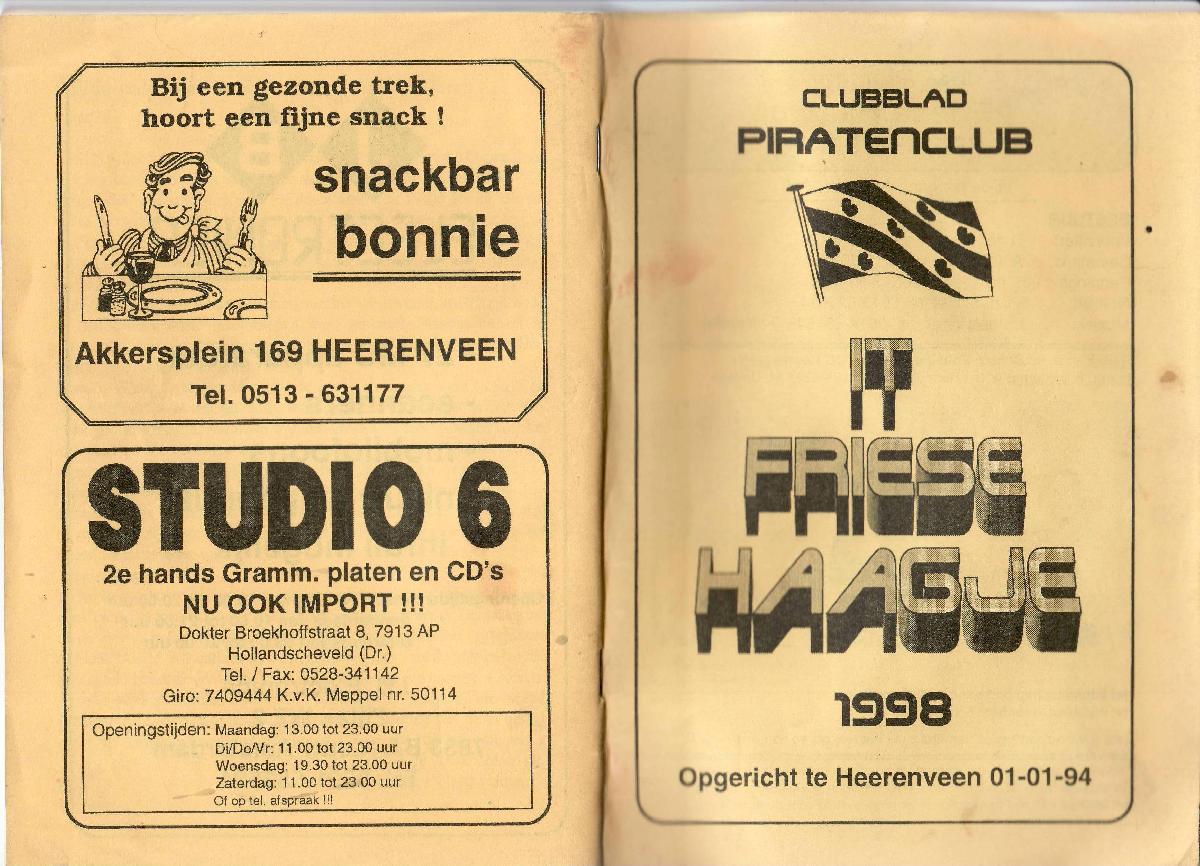 Bij een gezonde trek,
hoort een fijne snack !
snackbar
bonnie
Akkersplein 169 HEERENVEEN
Tel. 0513 - 631177
STUDIO 6
2e hands Gramm. platen en CD's
NU OOK IMPORT !!!
Dokter Broekhoffstraat 8, 7913 AP
Hollandscheveld (Dr.)
Tel. / Fax: 0528-341142
Giro: 7409444 K.v.K. Meppel nr. 50114
Openingstijden: Maandag: 13.00 tot 23.00 uur
Di/Do/Vr: 11.00 tot 23.00 uur
Woensdag: 19.30 tot 23.00 uur
Zaterdag: 11.00 tot 23.00 uur
Of op tel. afspraak !!!
CLUBBLAD
PIRATENCLUB
IT
FRIESE
HAAGJE
1998
Opgericht te Heerenveen 01-01-94